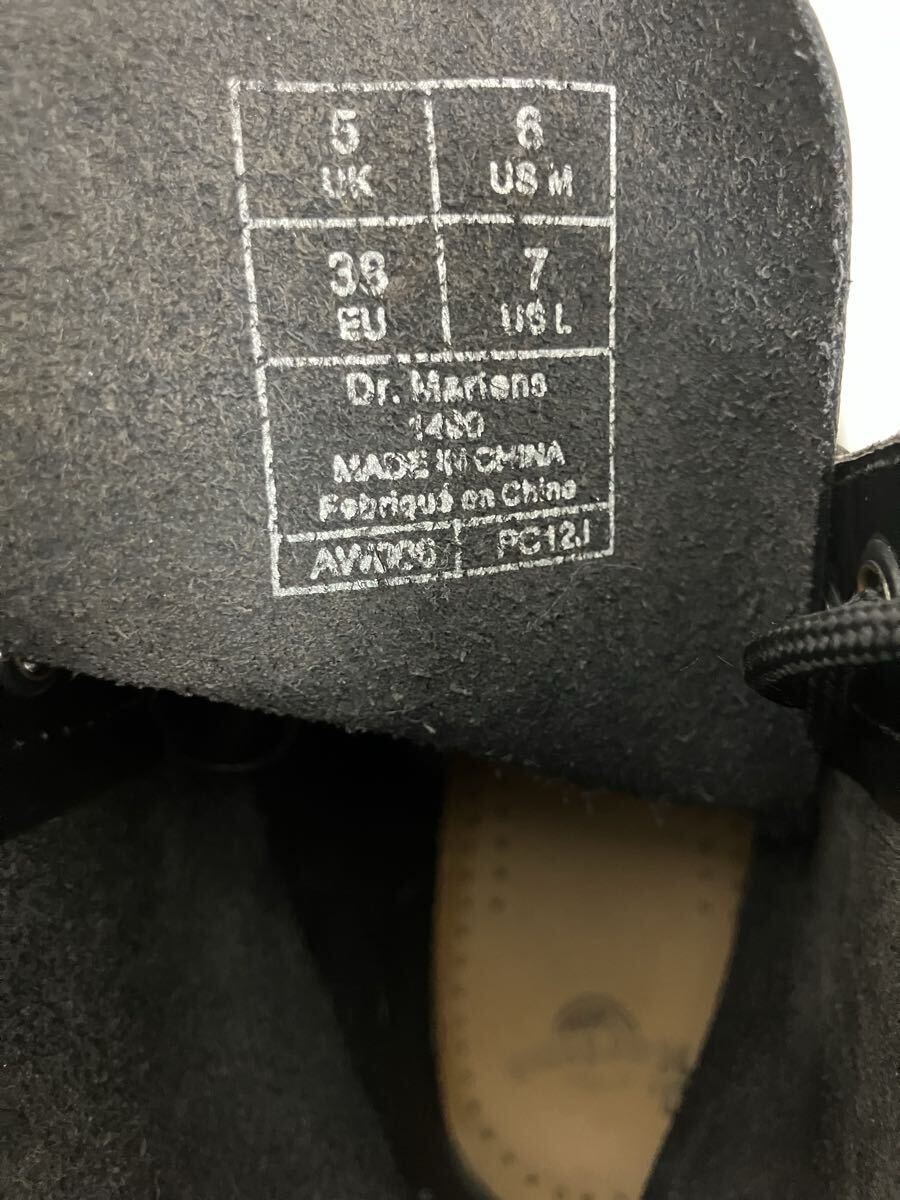 5 6
UK US M
38 7
EU US L
Dr. Martens
1460
MADE IN CHINA
Fabriqué en Chine
PC12J